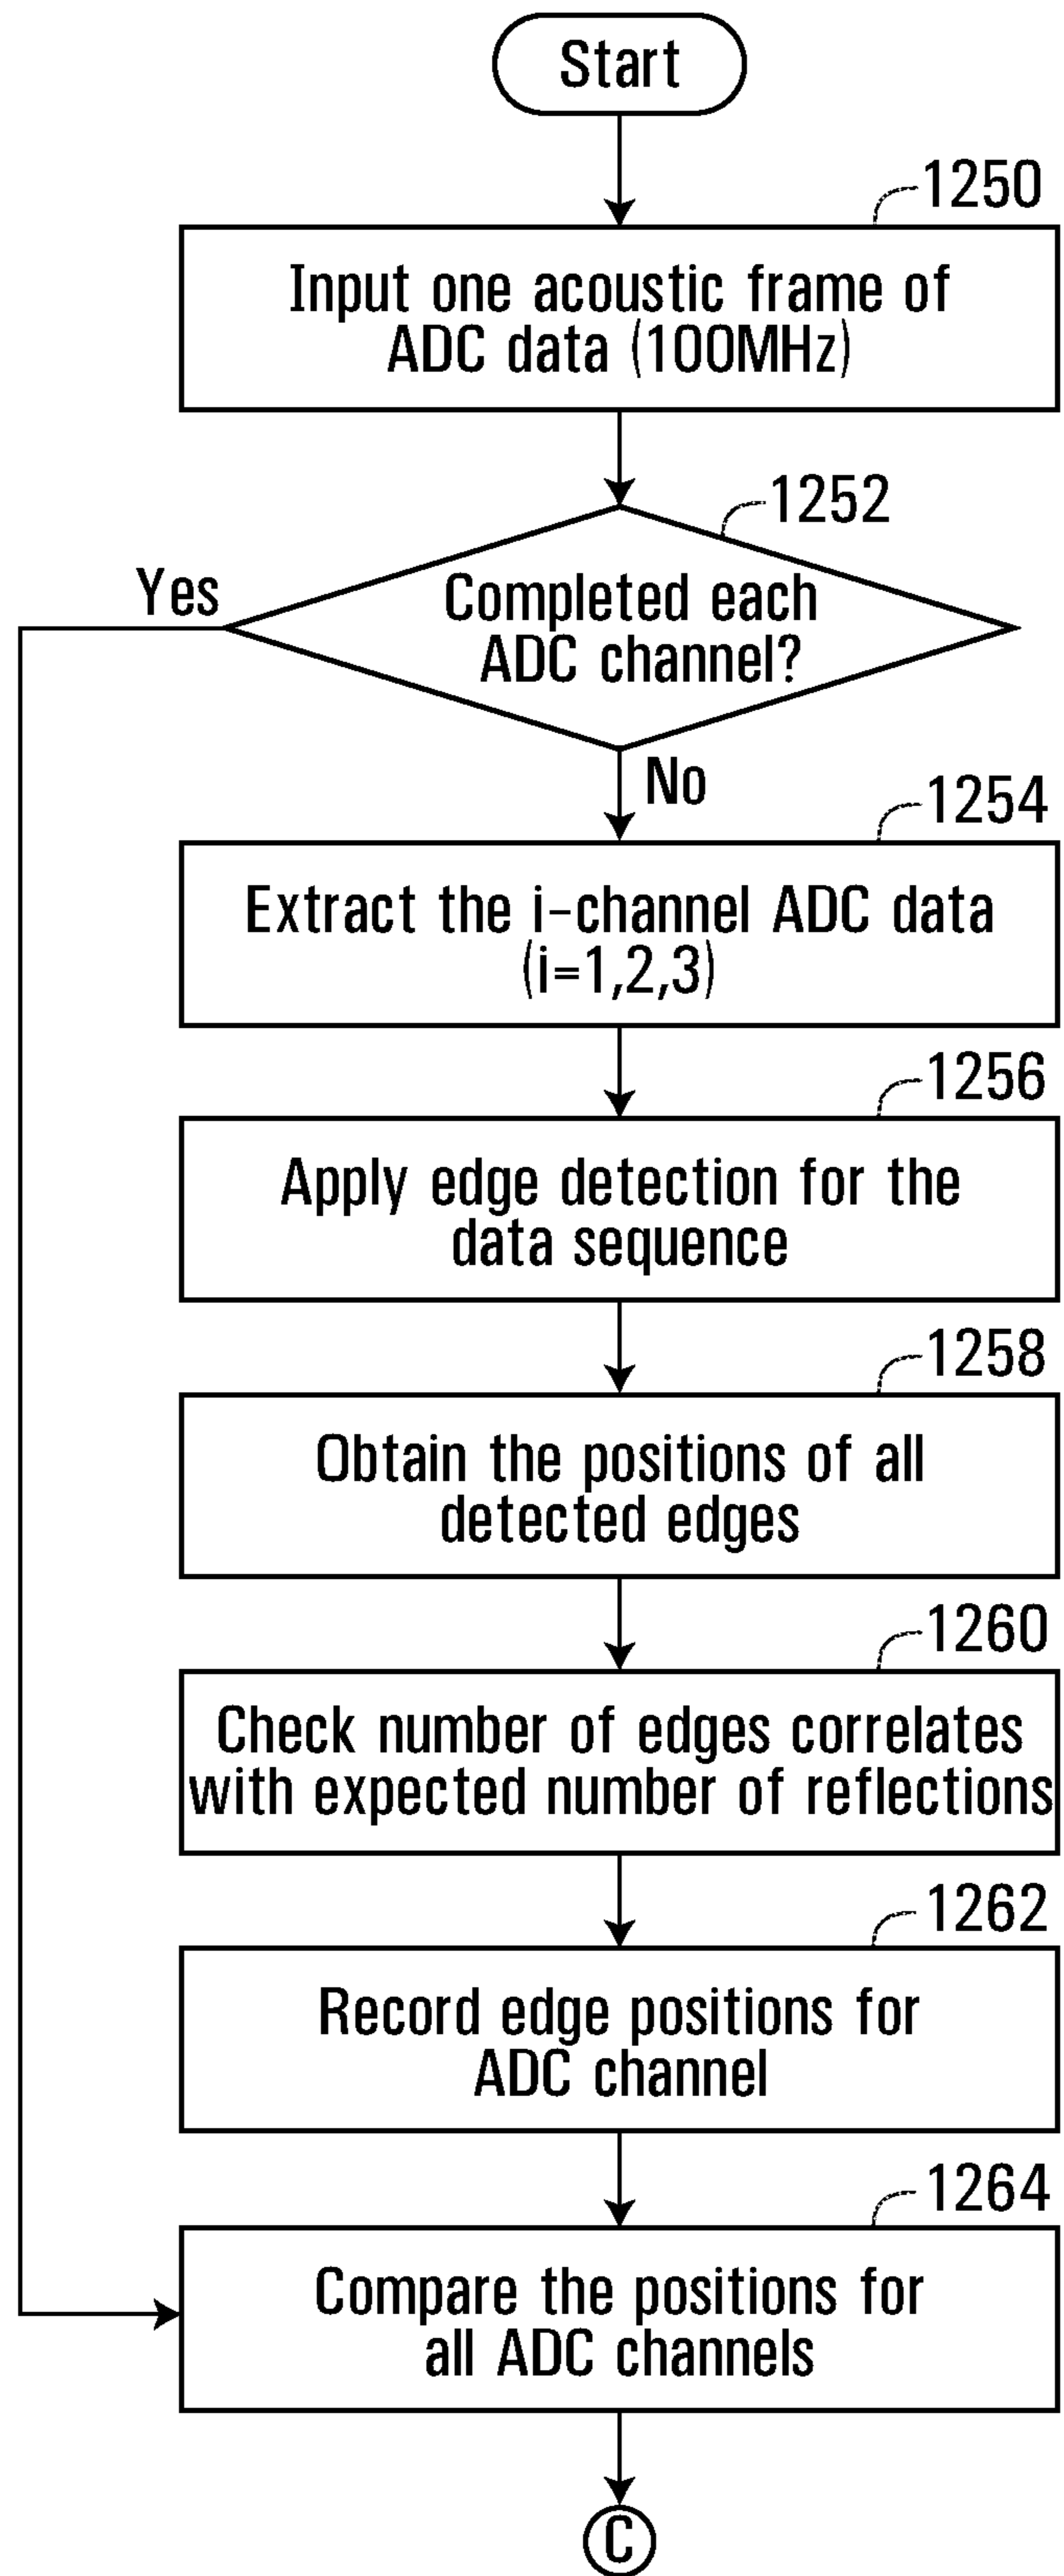 Start
1250
Input one acoustic frame of
ADC data (100MHz)
1252
Yes
Completed each
ADC channel?
No
1254
Extract the i-channel ADC data
(i=1,2,3)
1256
Apply edge detection for the
data sequence
1258
Obtain the positions of all
detected edges
1260
Check number of edges correlates
with expected number of reflections
1262
Record edge positions for
ADC channel
1264
Compare the positions for
all ADC channels
C